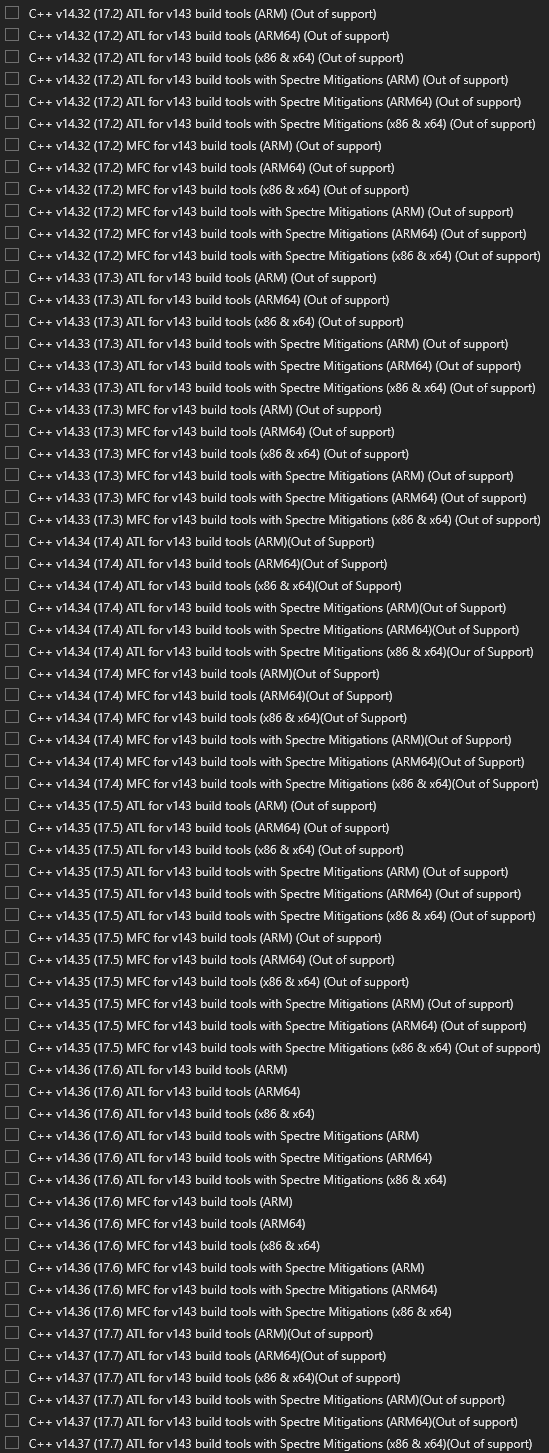 C++ v14.32 (17.2) ATL for v143 build tools (ARM) (Out of support)
C++ v14.32 (17.2) ATL for v143 build tools (ARM64) (Out of support)
C++ v14.32 (17.2) ATL for v143 build tools (x86 & x64) (Out of support)
C++ v14.32 (17.2) ATL for v143 build tools with Spectre Mitigations (ARM) (Out of support)
C++ v14.32 (17.2) ATL for v143 build tools with Spectre Mitigations (ARM64) (Out of support)
C++ v14.32 (17.2) ATL for v143 build tools with Spectre Mitigations (x86 & x64) (Out of support)
C++ v14.32 (17.2) MFC for v143 build tools (ARM) (Out of support)
C++ v14.32 (17.2) MFC for v143 build tools (ARM64) (Out of support)
C++ v14.32 (17.2) MFC for v143 build tools (x86 & x64) (Out of support)
C++ v14.32 (17.2) MFC for v143 build tools with Spectre Mitigations (ARM) (Out of support)
C++ v14.32 (17.2) MFC for v143 build tools with Spectre Mitigations (ARM64) (Out of support)
C++ v14.32 (17.2) MFC for v143 build tools with Spectre Mitigations (x86 & x64) (Out of support)
C++ v14.33 (17.3) ATL for v143 build tools (ARM) (Out of support)
C++ v14.33 (17.3) ATL for v143 build tools (ARM64) (Out of support)
C++ v14.33 (17.3) ATL for v143 build tools (x86 & x64) (Out of support)
C++ v14.33 (17.3) ATL for v143 build tools with Spectre Mitigations (ARM) (Out of support)
C++ v14.33 (17.3) ATL for v143 build tools with Spectre Mitigations (ARM64) (Out of support)
C++ v14.33 (17.3) ATL for v143 build tools with Spectre Mitigations (x86 & x64) (Out of support)
C++ v14.33 (17.3) MFC for v143 build tools (ARM) (Out of support)
C++ v14.33 (17.3) MFC for v143 build tools (ARM64) (Out of support)
C++ v14.33 (17.3) MFC for v143 build tools (x86 & x64) (Out of support)
C++ v14.33 (17.3) MFC for v143 build tools with Spectre Mitigations (ARM) (Out of support)
C++ v14.33 (17.3) MFC for v143 build tools with Spectre Mitigations (ARM64) (Out of support)
C++ v14.33 (17.3) MFC for v143 build tools with Spectre Mitigations (x86 & x64) (Out of support)
C++ v14.34 (17.4) ATL for v143 build tools (ARM)(Out of Support)
C++ v14.34 (17.4) ATL for v143 build tools (ARM64)(Out of Support)
C++ v14.34 (17.4) ATL for v143 build tools (x86 & x64)(Out of Support)
C++ v14.34 (17.4) ATL for v143 build tools with Spectre Mitigations (ARM)(Out of Support)
C++ v14.34 (17.4) ATL for v143 build tools with Spectre Mitigations (ARM64)(Out of Support)
C++ v14.34 (17.4) ATL for v143 build tools with Spectre Mitigations (x86 & x64)(Our of Support)
C++ v14.34 (17.4) MFC for v143 build tools (ARM)(Out of Support)
C++ v14.34 (17.4) MFC for v143 build tools (ARM64)(Out of Support)
C++ v14.34 (17.4) MFC for v143 build tools (x86 & x64)(Out of Support)
C++ v14.34 (17.4) MFC for v143 build tools with Spectre Mitigations (ARM)(Out of Support)
C++ v14.34 (17.4) MFC for v143 build tools with Spectre Mitigations (ARM64)(Out of Support)
C++ v14.34 (17.4) MFC for v143 build tools with Spectre Mitigations (x86 & x64)(Out of Support)
C++ v14.35 (17.5) ATL for v143 build tools (ARM) (Out of support)
C++ v14.35 (17.5) ATL for v143 build tools (ARM64) (Out of support)
C++ v14.35 (17.5) ATL for v143 build tools (x86 & x64) (Out of support)
C++ v14.35 (17.5) ATL for v143 build tools with Spectre Mitigations (ARM) (Out of support)
C++ v14.35 (17.5) ATL for v143 build tools with Spectre Mitigations (ARM64) (Out of support)
C++ v14.35 (17.5) ATL for v143 build tools with Spectre Mitigations (x86 & x64) (Out of support)
C++ v14.35 (17.5) MFC for v143 build tools (ARM) (Out of support)
C++ v14.35 (17.5) MFC for v143 build tools (ARM64) (Out of support)
C++ v14.35 (17.5) MFC for v143 build tools (x86 & x64) (Out of support)
C++ v14.35 (17.5) MFC for v143 build tools with Spectre Mitigations (ARM) (Out of support)
C++ v14.35 (17.5) MFC for v143 build tools with Spectre Mitigations (ARM64) (Out of support)
C++ v14.35 (17.5) MFC for v143 build tools with Spectre Mitigations (x86 & x64) (Out of support)
C++ v14.36 (17.6) ATL for v143 build tools (ARM)
C++ v14.36 (17.6) ATL for v143 build tools (ARM64)
C++ v14.36 (17.6) ATL for v143 build tools (x86 & x64)
C++ v14.36 (17.6) ATL for v143 build tools with Spectre Mitigations (ARM)
C++ v14.36 (17.6) ATL for v143 build tools with Spectre Mitigations (ARM64)
C++ v14.36 (17.6) ATL for v143 build tools with Spectre Mitigations (x86 & x64)
C++ v14.36 (17.6) MFC for v143 build tools (ARM)
C++ v14.36 (17.6) MFC for v143 build tools (ARM64)
C++ v14.36 (17.6) MFC for v143 build tools (x86 & x64)
C++ v14.36 (17.6) MFC for v143 build tools with Spectre Mitigations (ARM)
C++ v14.36 (17.6) MFC for v143 build tools with Spectre Mitigations (ARM64)
C++ v14.36 (17.6) MFC for v143 build tools with Spectre Mitigations (x86 & x64)
C++ v14.37 (17.7) ATL for v143 build tools (ARM)(Out of support)
C++ v14.37 (17.7) ATL for v143 build tools (ARM64)(Out of support)
C++ v14.37 (17.7) ATL for v143 build tools (x86 & x64)(Out of support)
C++ v14.37 (17.7) ATL for v143 build tools with Spectre Mitigations (ARM)(Out of support)
C++ v14.37 (17.7) ATL for v143 build tools with Spectre Mitigations (ARM64)(Out of support)
C++ v14.37 (17.7) ATL for v143 build tools with Spectre Mitigations (x86 & x64)(Out of support)